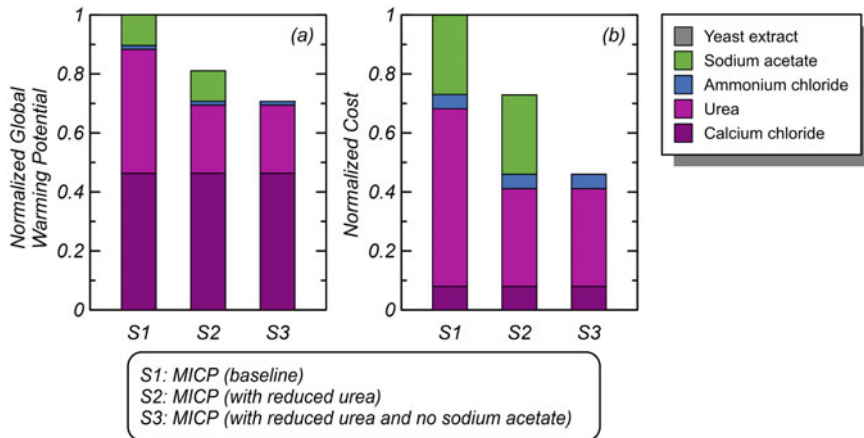 1
0.8
0.6
0.4
0.2
0
Normalized Global
Warming Potential
(a)
S1 S2 S3
1
0.8
0.6
0.4
0.2
0
Normalized Cost
(b)
S1 S2 S3
Yeast extract
Sodium acetate
Ammonium chloride
Urea
Calcium chloride
S1: MICP (baseline)
S2: MICP (with reduced urea)
S3: MICP (with reduced urea and no sodium acetate)